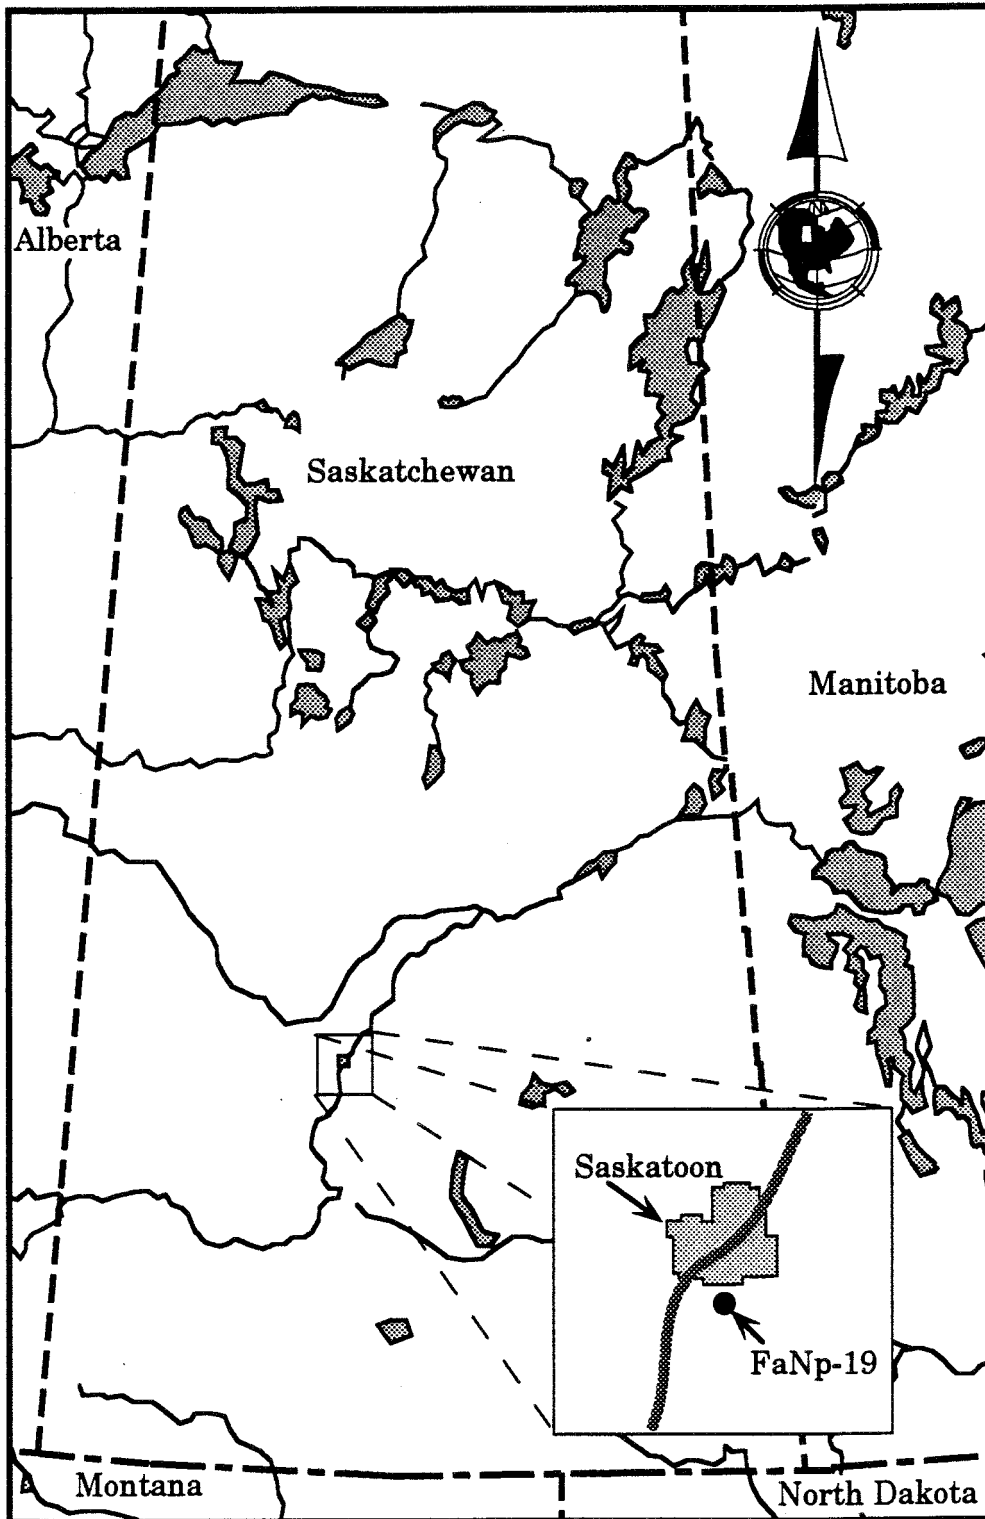 Alberta
N
Saskatchewan
Manitoba
Saskatoon
FaNp-19
Montana
North Dakota